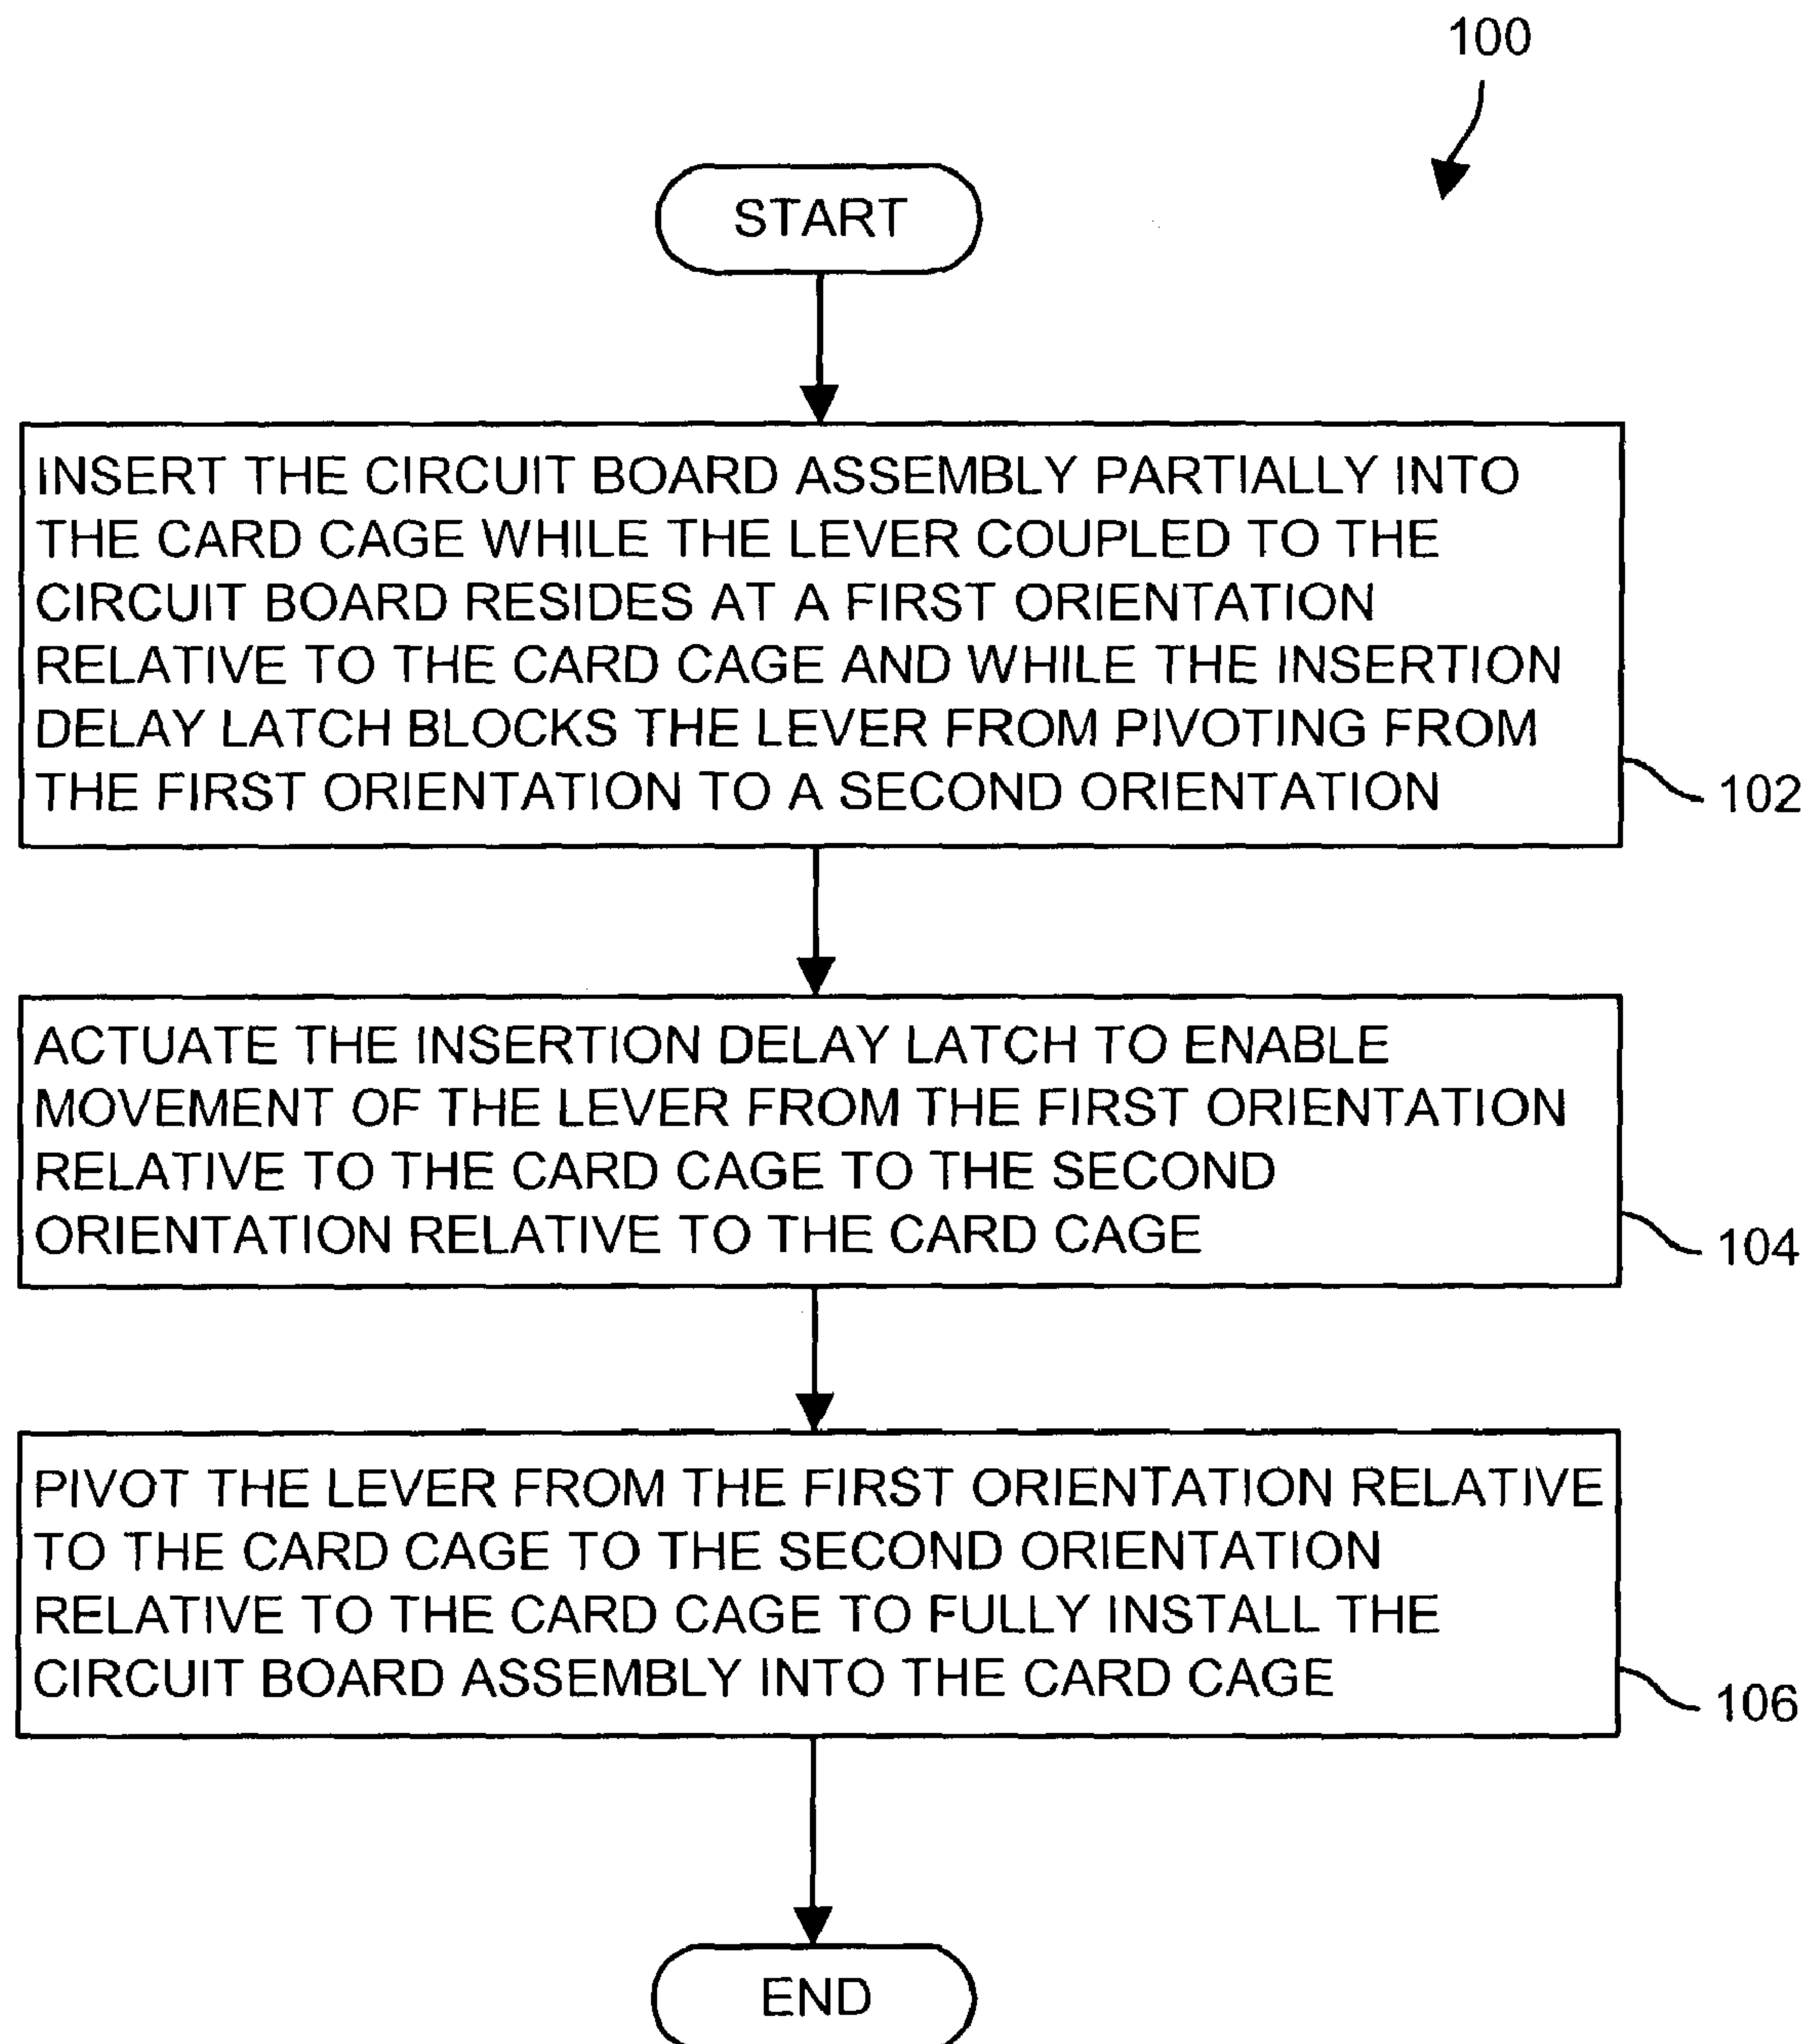 100
START
INSERT THE CIRCUIT BOARD ASSEMBLY PARTIALLY INTO
THE CARD CAGE WHILE THE LEVER COUPLED TO THE
CIRCUIT BOARD RESIDES AT A FIRST ORIENTATION
RELATIVE TO THE CARD CAGE AND WHILE THE INSERTION
DELAY LATCH BLOCKS THE LEVER FROM PIVOTING FROM
THE FIRST ORIENTATION TO A SECOND ORIENTATION
102
ACTUATE THE INSERTION DELAY LATCH TO ENABLE
MOVEMENT OF THE LEVER FROM THE FIRST ORIENTATION
RELATIVE TO THE CARD CAGE TO THE SECOND
ORIENTATION RELATIVE TO THE CARD CAGE
104
PIVOT THE LEVER FROM THE FIRST ORIENTATION RELATIVE
TO THE CARD CAGE TO THE SECOND ORIENTATION
RELATIVE TO THE CARD CAGE TO FULLY INSTALL THE
CIRCUIT BOARD ASSEMBLY INTO THE CARD CAGE
106
END